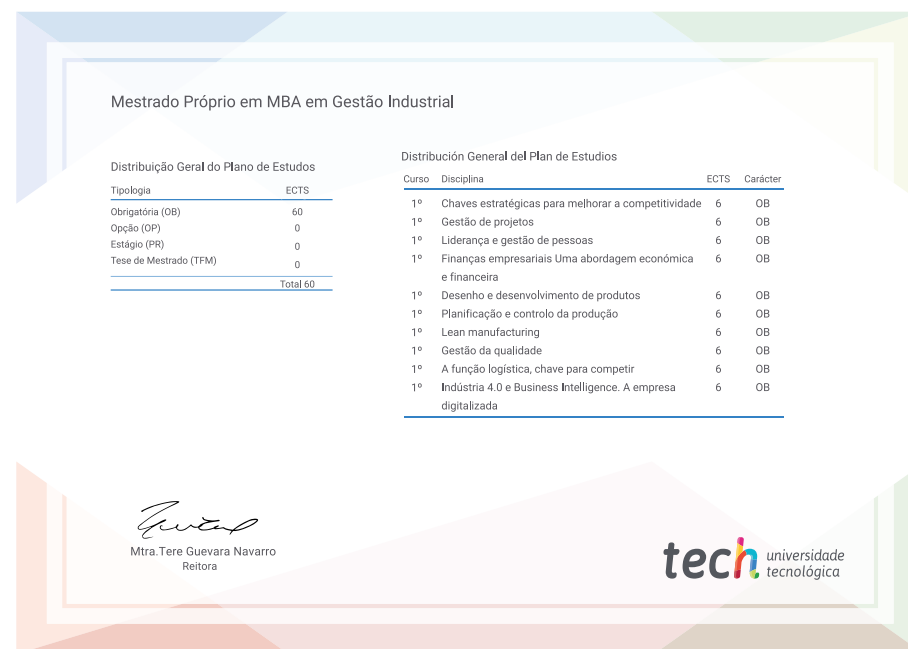 Mestrado Próprio em MBA em Gestão Industrial
Distribuição Geral do Plano de Estudos
Tipologia ECTS
Obrigatória (OB) 60
Opção (OP) 0
Estágio (PR) 0
Tese de Mestrado (TFM) 0
Total 60
Distribución General del Plan de Estudios
Curso Disciplina ECTS Carácter
1º Chaves estratégicas para melhorar a competitividade 6 OB
1º Gestão de projetos 6 OB
1º Liderança e gestão de pessoas 6 OB
1º Finanças empresariais Uma abordagem económica 6 OB
e financeira
1º Desenho e desenvolvimento de produtos 6 OB
1º Planificação e controlo da produção 6 OB
1º Lean manufacturing 6 OB
1º Gestão da qualidade 6 OB
1º A função logística, chave para competir 6 OB
1º Indústria 4.0 e Business Intelligence. A empresa 6 OB
digitalizada
Mtra.Tere Guevara Navarro
Reitora
tech universidade
tecnológica